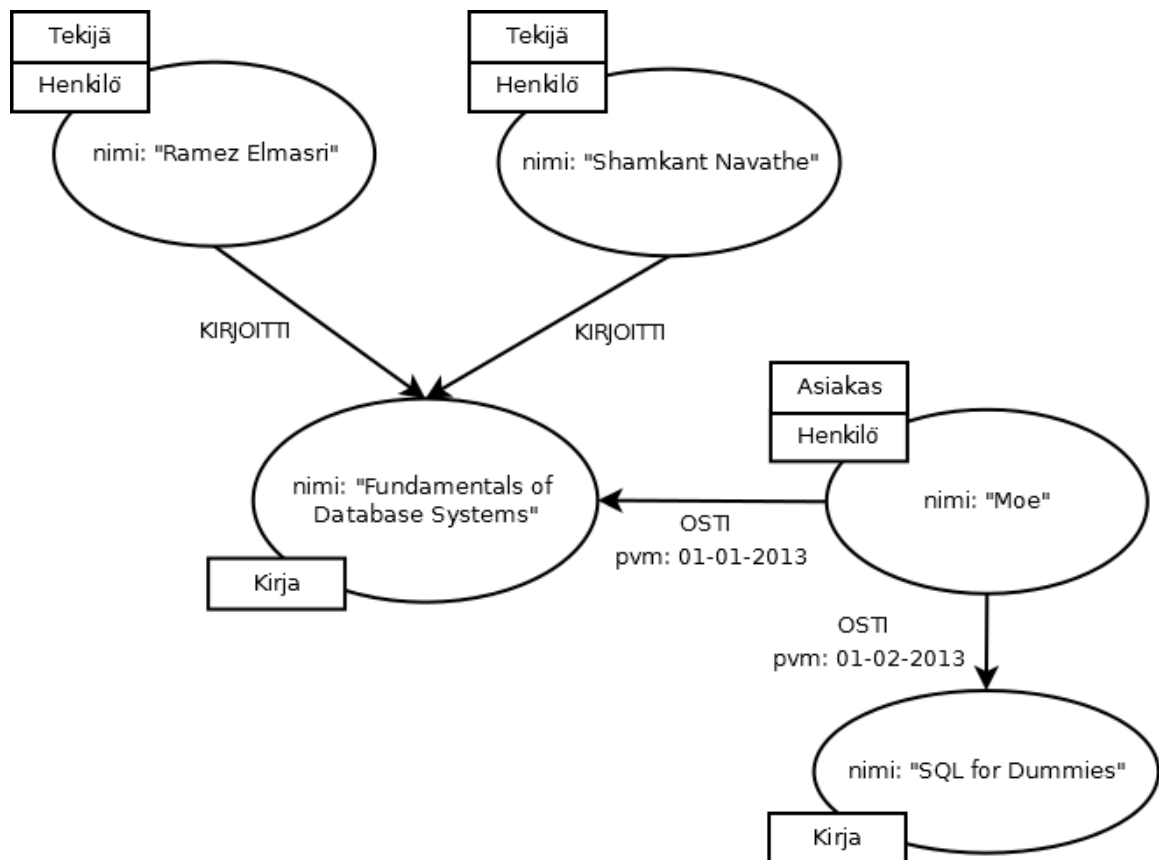 Tekijä
Henkilö
nimi: "Ramez Elmasri"
Tekijä
Henkilö
nimi: "Shamkant Navathe"
KIRJOITTI
KIRJOITTI
Asiakas
Henkilö
nimi: "Moe"
nimi: "Fundamentals of
Database Systems"
Kirja
OSTI
pvm: 01-01-2013
OSTI
pvm: 01-02-2013
nimi: "SQL for Dummies"
Kirja